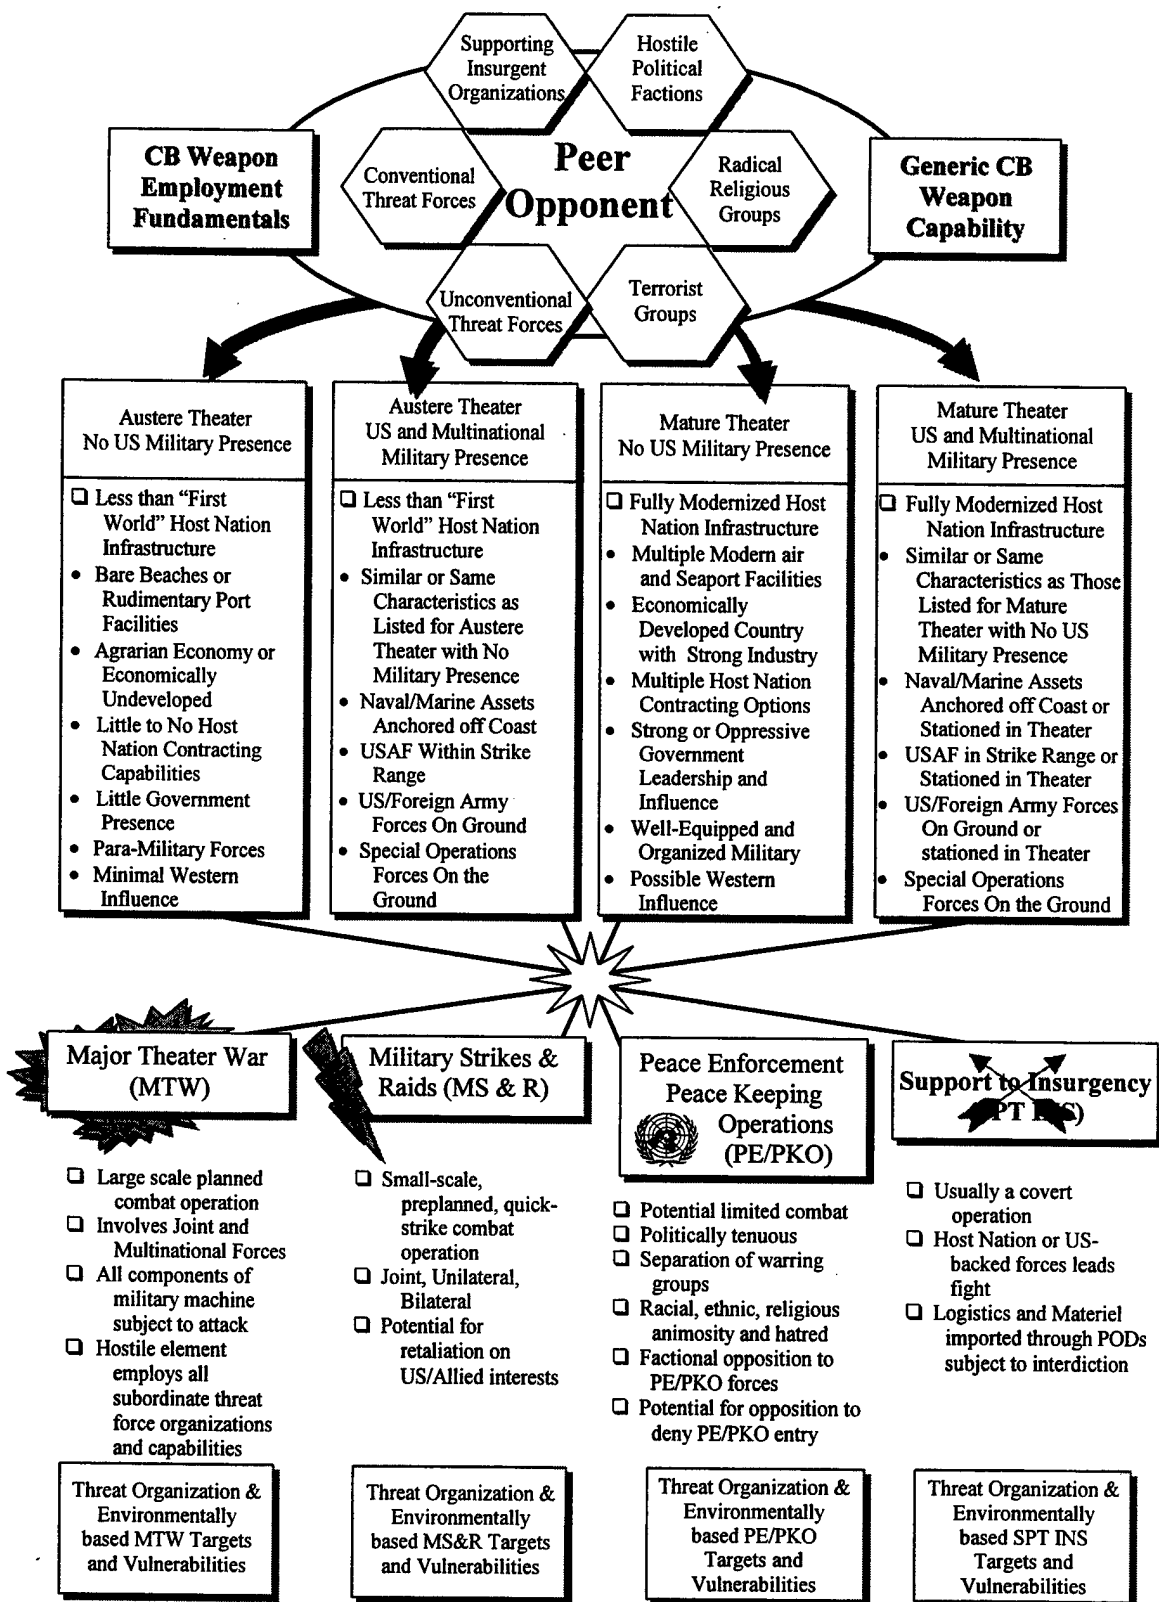 Supporting
Insurgent
Organizations
Hostile
Political
Factions
CB Weapon
Employment
Fundamentals
Conventional
Threat Forces
Peer
Opponent
Radical
Religious
Groups
Generic CB
Weapon
Capability
Unconventional
Threat Forces
Terrorist
Groups
Austere Theater
No US Military Presence
❑ Less than “First
World” Host Nation
Infrastructure
• Bare Beaches or
Rudimentary Port
Facilities
• Agrarian Economy or
Economically
Undeveloped
• Little to No Host
Nation Contracting
Capabilities
• Little Government
Presence
• Para-Military Forces
• Minimal Western
Influence
Austere Theater
US and Multinational
Military Presence
❑ Less than “First
World” Host Nation
Infrastructure
• Similar or Same
Characteristics as
Listed for Austere
Theater with No
Military Presence
• Naval/Marine Assets
Anchored off Coast
• USAF Within Strike
Range
• US/Foreign Army
Forces On Ground
• Special Operations
Forces On the
Ground
Mature Theater
No US Military Presence
❑ Fully Modernized Host
Nation Infrastructure
• Multiple Modern air
and Seaport Facilities
• Economically
Developed Country
with Strong Industry
• Multiple Host Nation
Contracting Options
• Strong or Oppressive
Government
Leadership and
Influence
• Well-Equipped and
Organized Military
• Possible Western
Influence
Mature Theater
US and Multinational
Military Presence
❑ Fully Modernized Host
Nation Infrastructure
• Similar or Same
Characteristics as Those
Listed for Mature
Theater with No US
Military Presence
• Naval/Marine Assets
Anchored off Coast or
Stationed in Theater
• USAF in Strike Range or
Stationed in Theater
• US/Foreign Army Forces
On Ground or
stationed in Theater
• Special Operations
Forces On the Ground
Major Theater War
(MTW)
❑ Large scale planned
combat operation
❑ Involves Joint and
Multinational Forces
❑ All components of
military machine
subject to attack
❑ Hostile element
employs all
subordinate threat
force organizations
and capabilities
Threat Organization &
Environmentally
based MTW Targets
and Vulnerabilities
Military Strikes &
Raids (MS & R)
❑ Small-scale,
preplanned, quick-
strike combat
operation
❑ Joint, Unilateral,
Bilateral
❑ Potential for
retaliation on
US/Allied interests
Threat Organization &
Environmentally
based MS&R Targets
and Vulnerabilities
Peace Enforcement
Peace Keeping
Operations
(PE/PKO)
❑ Potential limited combat
❑ Politically tenuous
❑ Separation of warring
groups
❑ Racial, ethnic, religious
animosity and hatred
❑ Factional opposition to
PE/PKO forces
❑ Potential for opposition to
deny PE/PKO entry
Threat Organization &
Environmentally
based PE/PKO
Targets and
Vulnerabilities
Support to Insurgency
❑ Usually a covert
operation
❑ Host Nation or US-
backed forces leads
fight
❑ Logistics and Materiel
imported through PODs
subject to interdiction
Threat Organization &
Environmentally
based SPT INS
Targets and
Vulnerabilities